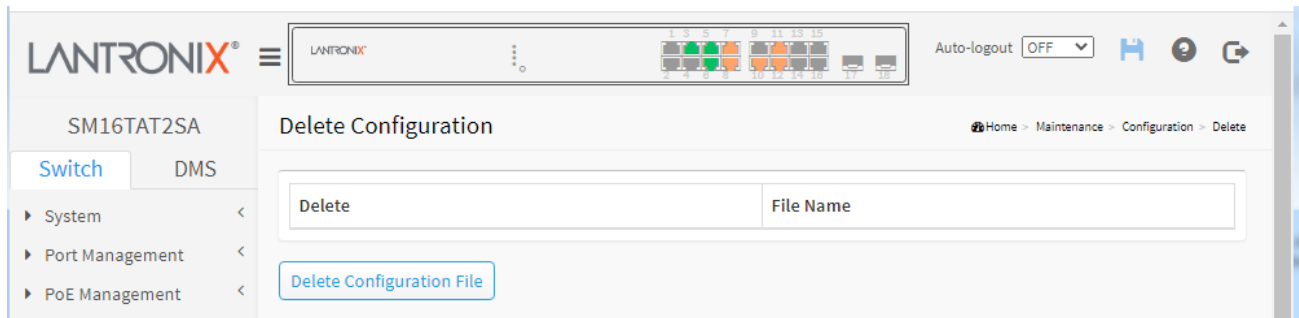 LANTRONIX®
LANTRONIX
1 3 5 7 9 11 13 15
2 4 6 8 10 12 14 16 17 18
Auto-logout OFF
SM16TAT2SA
Delete Configuration
Home > Maintenance > Configuration > Delete
Switch DMS
Delete File Name
System
Port Management
PoE Management
Delete Configuration File